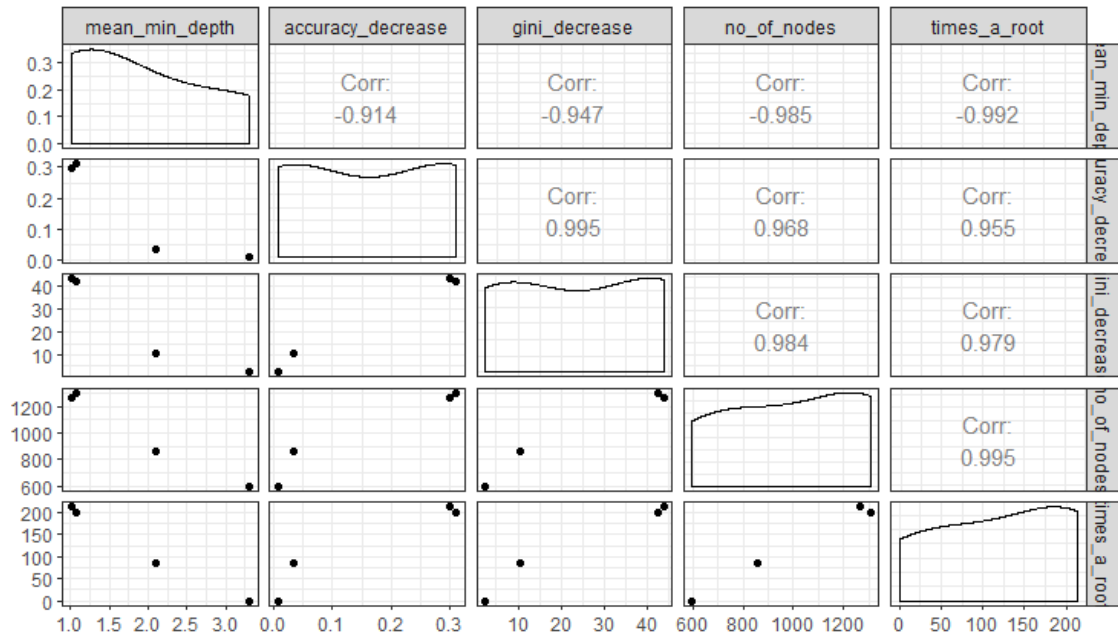 mean_min_depth accuracy_decrease gini_decrease no_of_nodes times_a_root
0.3
0.2
0.1
0.0
Corr:
-0.914
Corr:
-0.947
Corr:
-0.985
Corr:
-0.992
an_min_dep
0.3
0.2
0.1
0.0
Corr:
0.995
Corr:
0.968
Corr:
0.955
uracy_decre
40
30
20
10
Corr:
0.984
Corr:
0.979
ini_decreas
1200
1000
800
600
Corr:
0.995
no_of_nodes
200
150
100
50
0
times_a_root
1.0 1.5 2.0 2.5 3.0 0.0 0.1 0.2 0.3 10 20 30 40 600 800 1000 1200 0 50 100 150 200